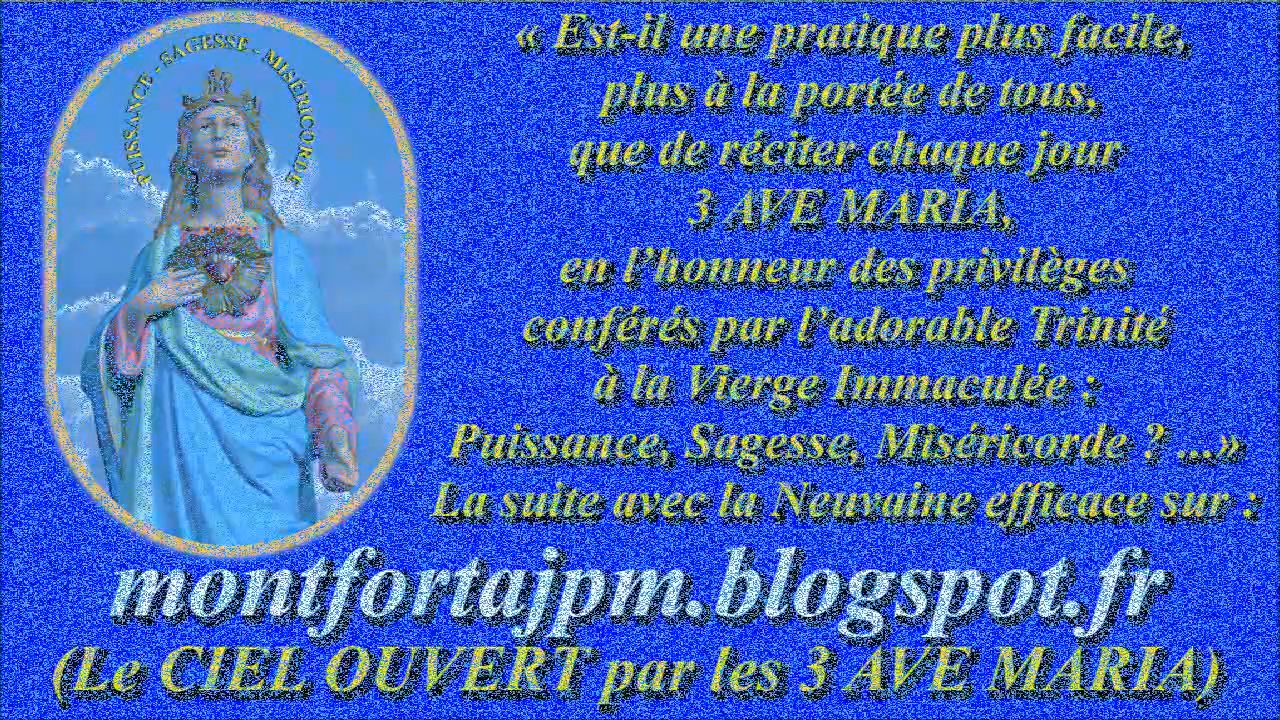 PUISSANCE - SAGESSE - MISÉRICORDE
« Est-il une pratique plus facile,
plus à la portée de tous,
que de réciter chaque jour
3 AVE MARIA,
en l’honneur des privilèges
conférés par l’adorable Trinité
à la Vierge Immaculée :
Puissance, Sagesse, Miséricorde ? ...»
La suite avec la Neuvaine efficace sur :
montfortajpm.blogspot.fr
(Le CIEL OUVERT par les 3 AVE MARIA)